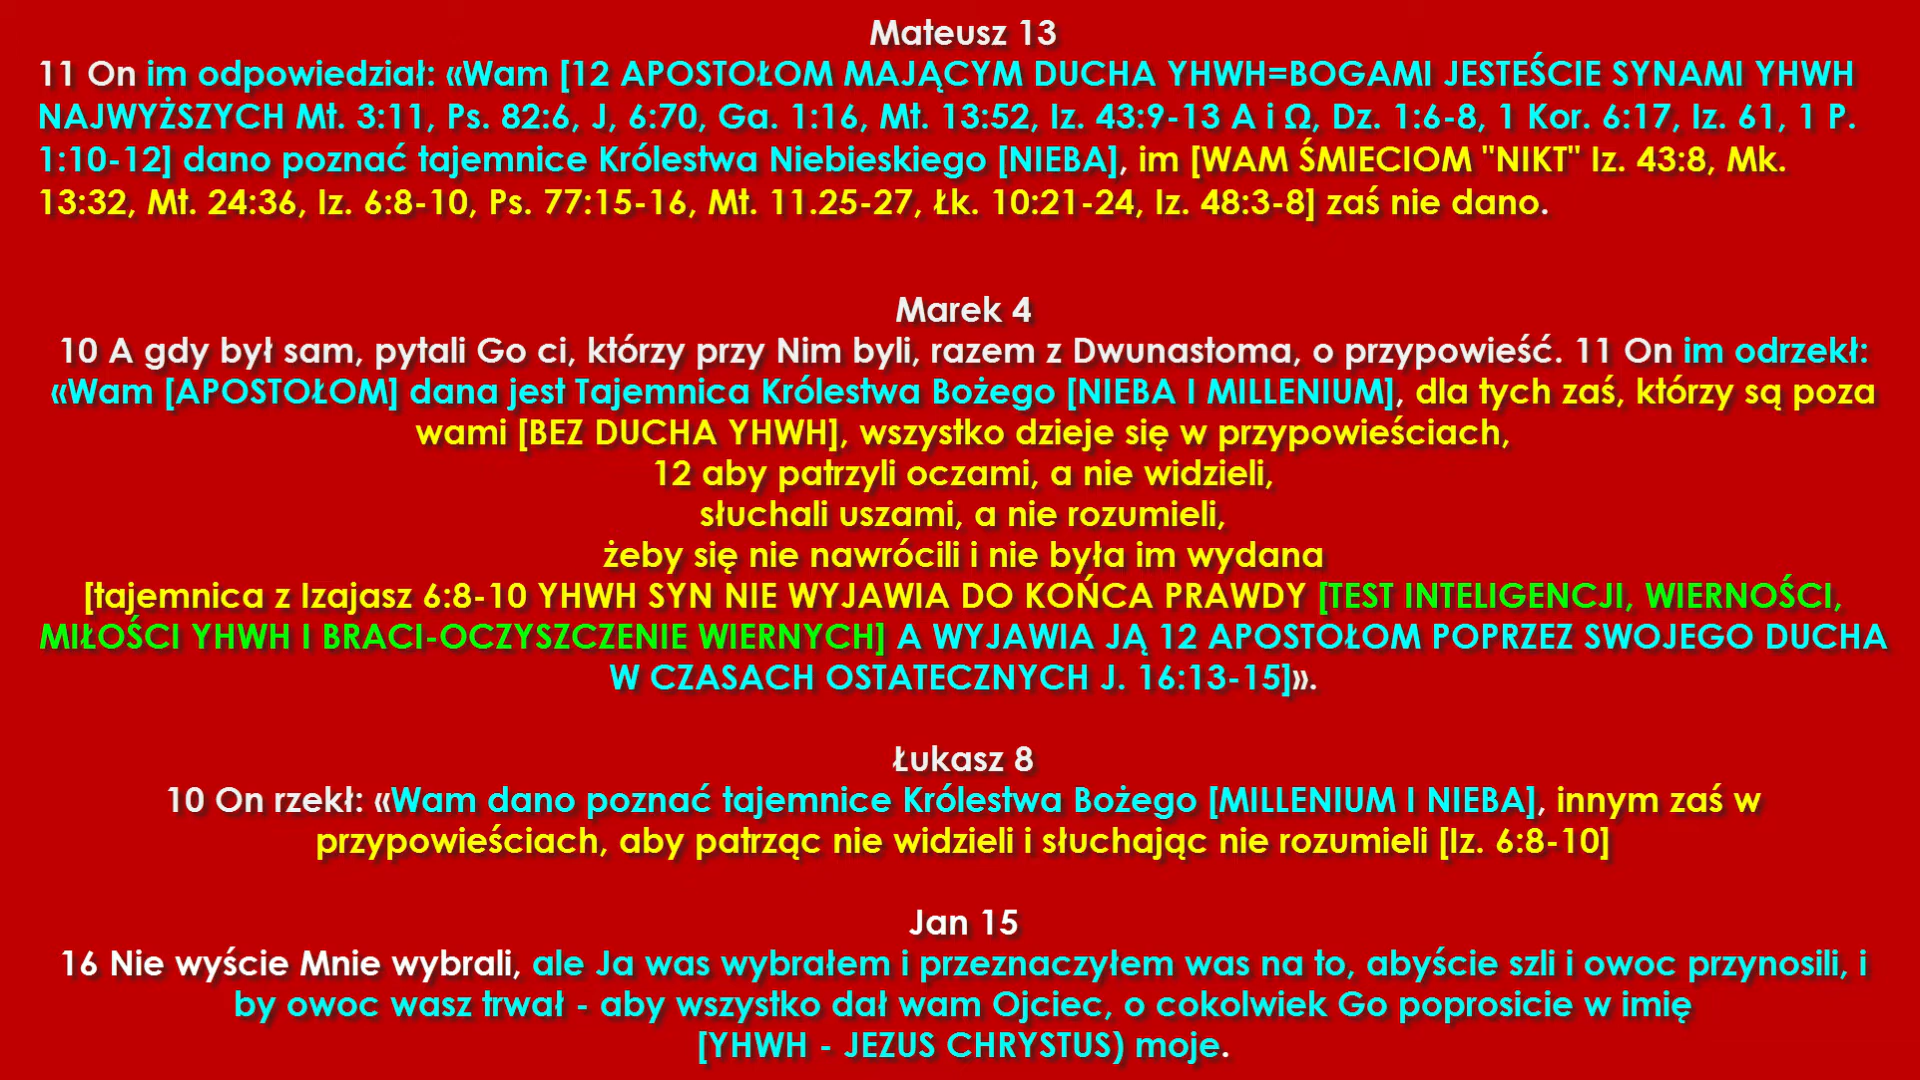 Mateusz 13
11 On im odpowiedział: «Wam [12 APOSTOŁOM MAJĄCYM DUCHA YHWH=BOGAMI JESTEŚCIE SYNAMI YHWH
NAJWYŻSZYCH Mt. 3:11, Ps. 82:6, J, 6:70, Ga. 1:16, Mt. 13:52, Iz. 43:9-13 A i Ω, Dz. 1:6-8, 1 Kor. 6:17, Iz. 61, 1 P.
1:10-12] dano poznać tajemnice Królestwa Niebieskiego [NIEBA], im [WAM ŚMIECIOM "NIKT" Iz. 43:8, Mk.
13:32, Mt. 24:36, Iz. 6:8-10, Ps. 77:15-16, Mt. 11.25-27, Łk. 10:21-24, Iz. 48:3-8] zaś nie dano.
Marek 4
10 A gdy był sam, pytali Go ci, którzy przy Nim byli, razem z Dwunastoma, o przypowieść. 11 On im odrzekł:
«Wam [APOSTOŁOM] dana jest Tajemnica Królestwa Bożego [NIEBA I MILLENIUM], dla tych zaś, którzy są poza
wami [BEZ DUCHA YHWH], wszystko dzieje się w przypowieściach,
12 aby patrzyli oczami, a nie widzieli,
słuchali uszami, a nie rozumieli,
żeby się nie nawrócili i nie była im wydana
[tajemnica z Izajasz 6:8-10 YHWH SYN NIE WYJAWIA DO KOŃCA PRAWDY [TEST INTELIGENCJI, WIERNOŚCI,
MIŁOŚCI YHWH I BRACI-OCZYSZCZENIE WIERNYCH] A WYJAWIA JĄ 12 APOSTOŁOM POPRZEZ SWOJEGO DUCHA
W CZASACH OSTATECZNYCH J. 16:13-15]».
Łukasz 8
10 On rzekł: «Wam dano poznać tajemnice Królestwa Bożego [MILLENIUM I NIEBA], innym zaś w
przypowieściach, aby patrząc nie widzieli i słuchając nie rozumieli [Iz. 6:8-10]
Jan 15
16 Nie wyście Mnie wybrali, ale Ja was wybrałem i przeznaczyłem was na to, abyście szli i owoc przynosili, i
by owoc wasz trwał - aby wszystko dał wam Ojciec, o cokolwiek Go poprosicie w imię
[YHWH - JEZUS CHRYSTUS) moje.